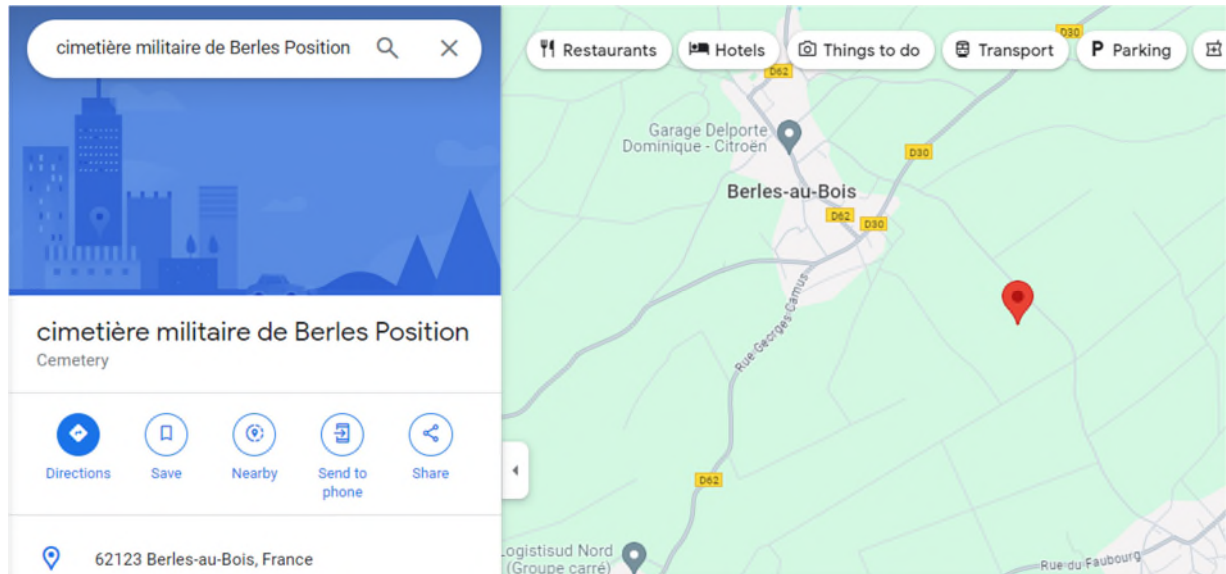 cimetière militaire de Berles Position
cimetière militaire de Berles Position
Cemetery
Directions
Save
Nearby
Send to
phone
Share
62123 Berles-au-Bois, France
Restaurants
Hotels
Things to do
Transport
P Parking
D30
D62
Garage Delporte
Dominique - Citroën
D30
Berles-au-Bois
D62
D30
Rue Georges Camus
D62
Logistisud Nord
(Groupe carré)
Rue du Faubourg